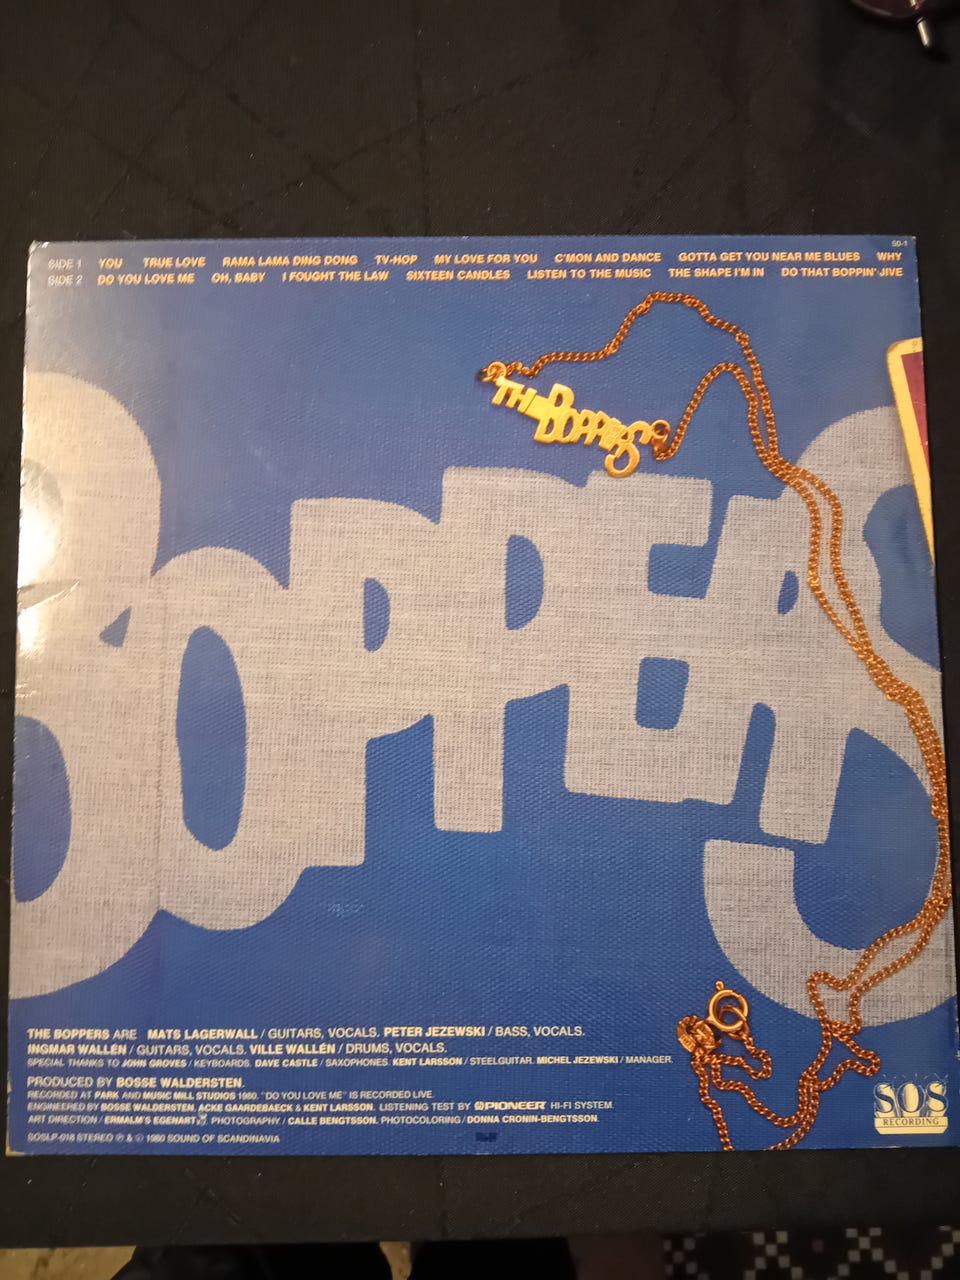 50-1
SIDE 1 YOU TRUE LOVE RAMA LAMA DING DONG TV-HOP MY LOVE FOR YOU C'MON AND DANCE GOTTA GET YOU NEAR ME BLUES WHY
SIDE 2 DO YOU LOVE ME OH, BABY I FOUGHT THE LAW SIXTEEN CANDLES LISTEN TO THE MUSIC THE SHAPE I'M IN DO THAT BOPPIN' JIVE
THE BOPPERS
BOPPERS
THE BOPPERS ARE MATS LAGERWALL / GUITARS, VOCALS. PETER JEZEWSKI / BASS, VOCALS.
INGMAR WALLÉN / GUITARS, VOCALS. VILLE WALLÉN / DRUMS, VOCALS.
SPECIAL THANKS TO JOHN GROVES / KEYBOARDS. DAVE CASTLE / SAXOPHONES. KENT LARSSON / STEELGUITAR. MICHEL JEZEWSKI / MANAGER.
PRODUCED BY BOSSE WALDERSTEN.
RECORDED AT PARK AND MUSIC MILL STUDIOS 1980. "DO YOU LOVE ME" IS RECORDED LIVE.
ENGINEERED BY BOSSE WALDERSTEN, ACKE GAARDEBAECK & KENT LARSSON. LISTENING TEST BY PIONEER HI-FI SYSTEM.
ART DIRECTION / ERMALM'S EGENART. PHOTOGRAPHY / CALLE BENGTSSON. PHOTOCOLORING / DONNA CRONIN-BENGTSSON.
SOSLP-018 STEREO ℗ & © 1980 SOUND OF SCANDINAVIA
SOS
RECORDING